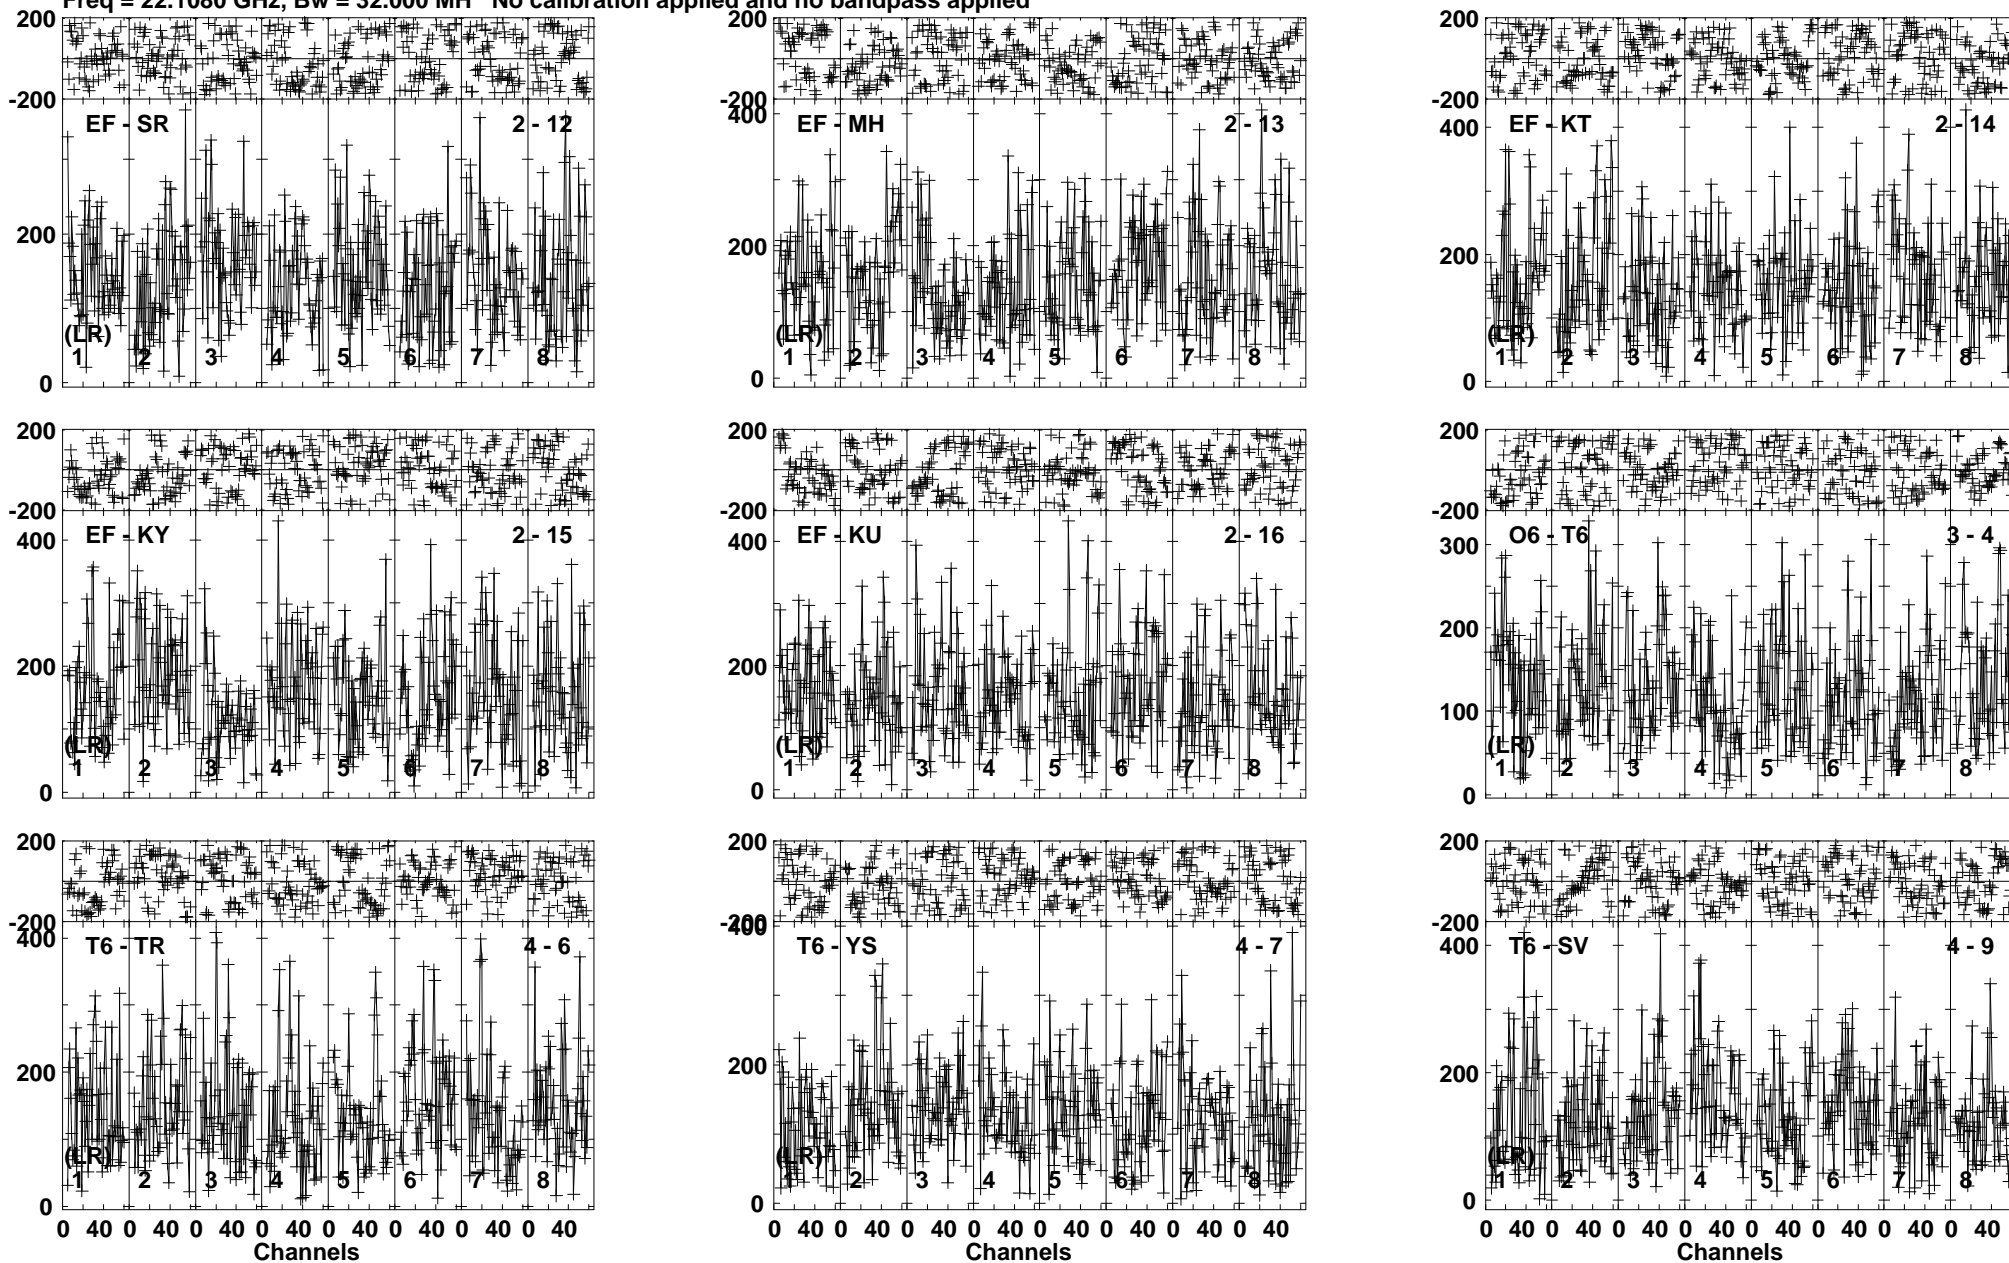 Freq = 22.1080 GHz, Bw = 32.000 MH No calibration applied and no bandpass applied
200 200 200
-200 -200 -200
EF - SR 2 - 12 EF - MH 2 - 13 EF - KT 2 - 14
400 400
200 200 200
(LR) (LR) (LR)
1 2 3 4 5 6 7 8 1 2 3 4 5 6 7 8 1 2 3 4 5 6 7 8
0 0 0
200 200 200
-200 -200 -200
EF - KY 2 - 15 EF - KU 2 - 16 O6 - T6 3 - 4
400 400 300
200 200 200
100
(LR) (LR) (LR)
1 2 3 4 5 6 7 8 1 2 3 4 5 6 7 8 1 2 3 4 5 6 7 8
0 0 0
200 200 200
-200 -200 -200
400 400 400
T6 - TR 4 - 6 T6 - YS 4 - 7 T6 - SV 4 - 9
200 200 200
(LR) (LR) (LR)
1 2 3 4 5 6 7 8 1 2 3 4 5 6 7 8 1 2 3 4 5 6 7 8
0 0 0
0 40 0 40 0 40 0 40 0 40 0 40 0 40 0 40 0 40 0 40 0 40 0 40 0 40 0 40 0 40 0 40 0 40 0 40 0 40 0 40 0 40 0 40 0 40 0 40
Channels Channels Channels